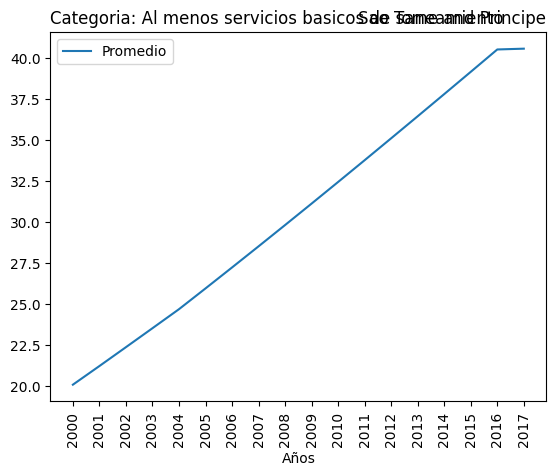 Categoria: Al menos servicios basicos de saneamiento
Sao Tome and Principe
Promedio
40.0
37.5
35.0
32.5
30.0
27.5
25.0
22.5
20.0
2000 2001 2002 2003 2004 2005 2006 2007 2008 2009 2010 2011 2012 2013 2014 2015 2016 2017
Años